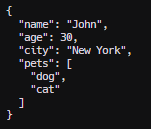 {
  "name": "John",
  "age": 30,
  "city": "New York",
  "pets": [
    "dog",
    "cat"
  ]
}